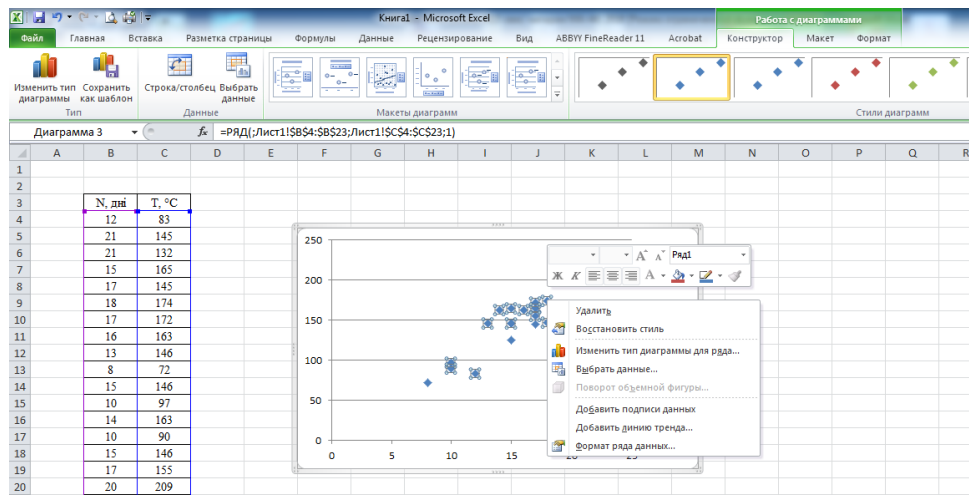 Книга1 - Microsoft Excel
Работа с диаграммами
Файл Главная Вставка Разметка страницы Формулы Данные Рецензирование Вид ABBYY FineReader 11 Acrobat Конструктор Макет Формат
Изменить тип диаграммы
Сохранить как шаблон
Строка/столбец
Выбрать данные
Тип Данные Макеты диаграмм Стили диаграмм
Диаграмма 3 fx =РЯД(;Лист1!$B$4:$B$23;Лист1!$C$4:$C$23;1)
A B C D E F G H I J K L M N O P Q R
1
2
3 N, дні T, °C
4 12 83
5 21 145
6 21 132
7 15 165
8 17 145
9 18 174
10 17 172
11 16 163
12 13 146
13 8 72
14 15 146
15 10 97
16 14 163
17 10 90
18 15 146
19 17 155
20 20 209
250
200
150
100
50
0
0 5 10 15 20 25
A A Ряд1
Ж К A
Удалить
Восстановить стиль
Изменить тип диаграммы для ряда...
Выбрать данные...
Поворот объемной фигуры...
Добавить подписи данных
Добавить линию тренда...
Формат ряда данных...